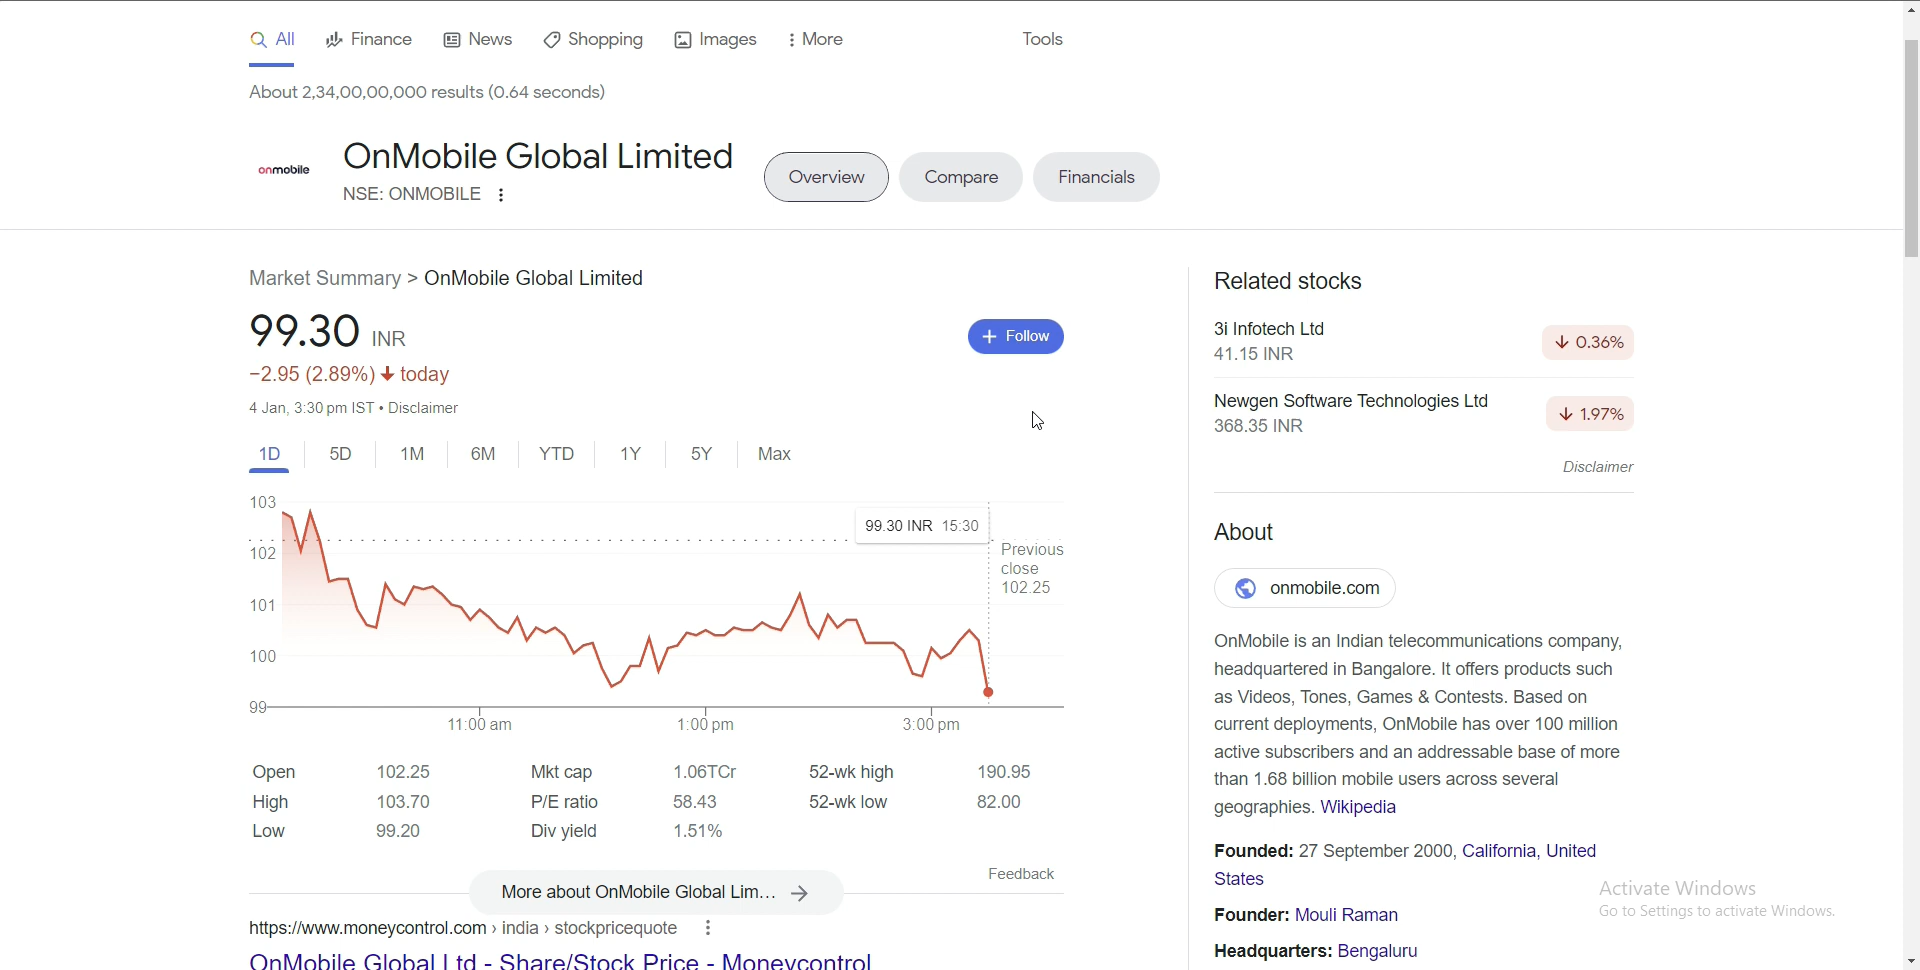 All Finance News Shopping Images More Tools
About 2,34,00,00,000 results (0.64 seconds)
onmobile
OnMobile Global Limited
NSE: ONMOBILE
Overview Compare Financials
Market Summary > OnMobile Global Limited
99.30 INR
+ Follow
−2.95 (2.89%) ↓ today
4 Jan, 3:30 pm IST • Disclaimer
1D 5D 1M 6M YTD 1Y 5Y Max
103
102
101
100
99
99.30 INR 15:30
Previous
close
102.25
11:00 am 1:00 pm 3:00 pm
Open 102.25 Mkt cap 1.06TCr 52-wk high 190.95
High 103.70 P/E ratio 58.43 52-wk low 82.00
Low 99.20 Div yield 1.51%
Feedback
More about OnMobile Global Lim... →
https://www.moneycontrol.com › india › stockpricequote
OnMobile Global Ltd - Share/Stock Price - Moneycontrol
Related stocks
3i Infotech Ltd
41.15 INR
↓ 0.36%
Newgen Software Technologies Ltd
368.35 INR
↓ 1.97%
Disclaimer
About
onmobile.com
OnMobile is an Indian telecommunications company,
headquartered in Bangalore. It offers products such
as Videos, Tones, Games & Contests. Based on
current deployments, OnMobile has over 100 million
active subscribers and an addressable base of more
than 1.68 billion mobile users across several
geographies. Wikipedia
Founded: 27 September 2000, California, United
States
Founder: Mouli Raman
Headquarters: Bengaluru
Activate Windows
Go to Settings to activate Windows.